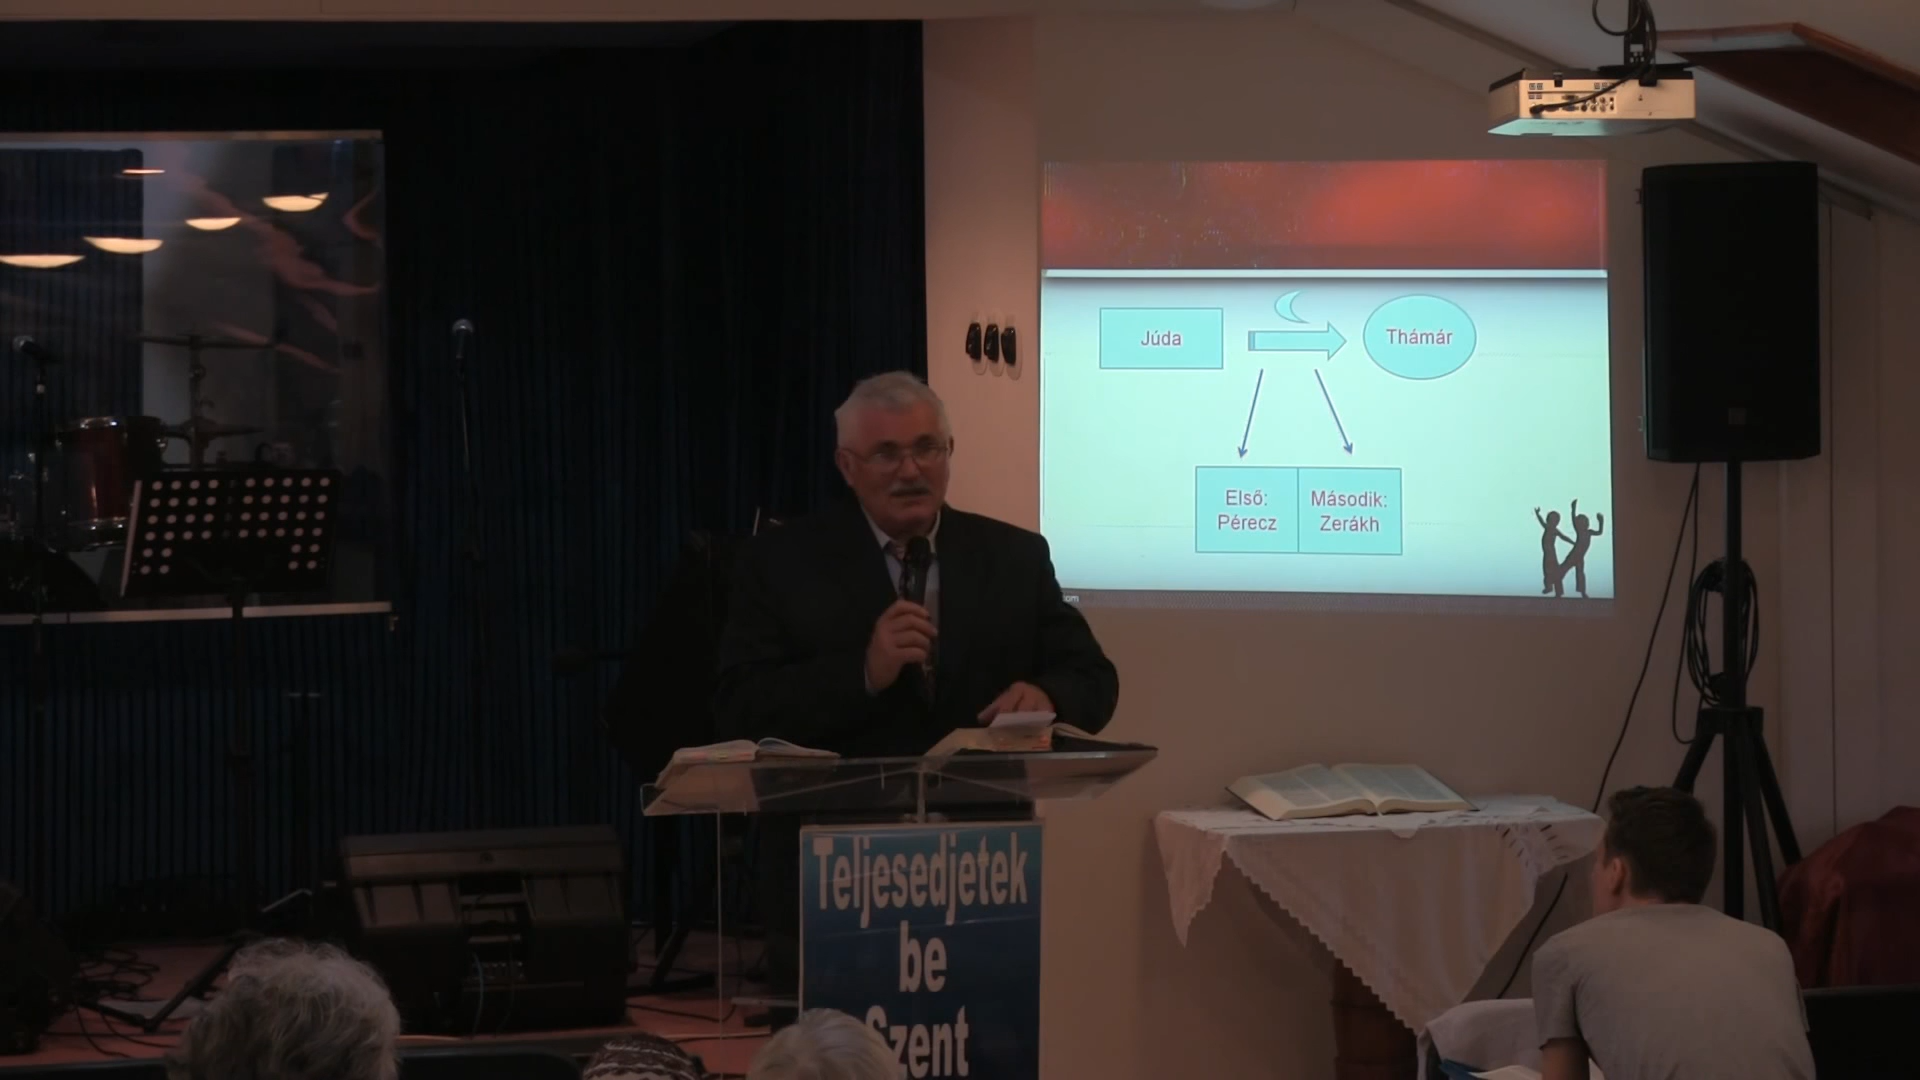 Júda
Thámár
Első:
Pérecz
Második:
Zerákh
Teljesedjetek
be
Szent